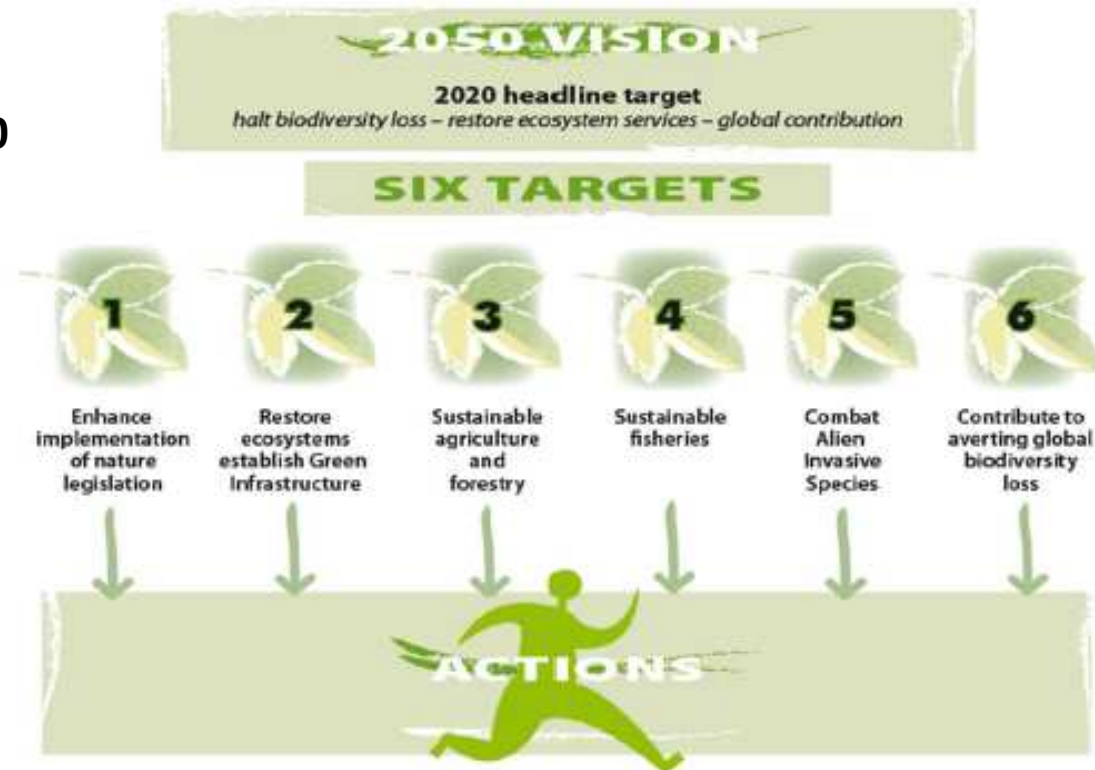 2050 VISION
2020 headline target
halt biodiversity loss – restore ecosystem services – global contribution
0
SIX TARGETS
1
2
3
4
5
6
Enhance
implementation
of nature
legislation
Restore
ecosystems
establish Green
Infrastructure
Sustainable
agriculture
and
forestry
Sustainable
fisheries
Combat
Alien
Invasive
Species
Contribute to
averting global
biodiversity
loss
ACTIONS